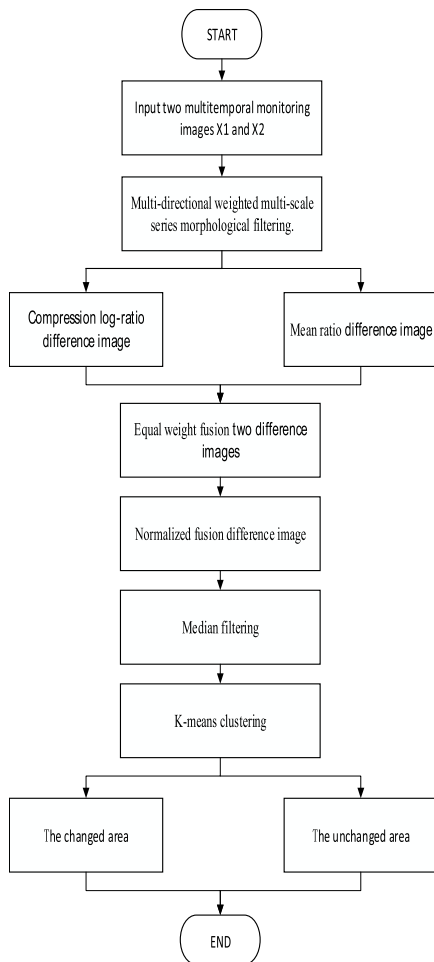 START
Input two multitemporal monitoring
images X1 and X2
Multi-directional weighted multi-scale
series morphological filtering.
Compression log-ratio
difference image
Mean ratio difference image
Equal weight fusion two difference
images
Normalized fusion difference image
Median filtering
K-means clustering
The changed area
The unchanged area
END